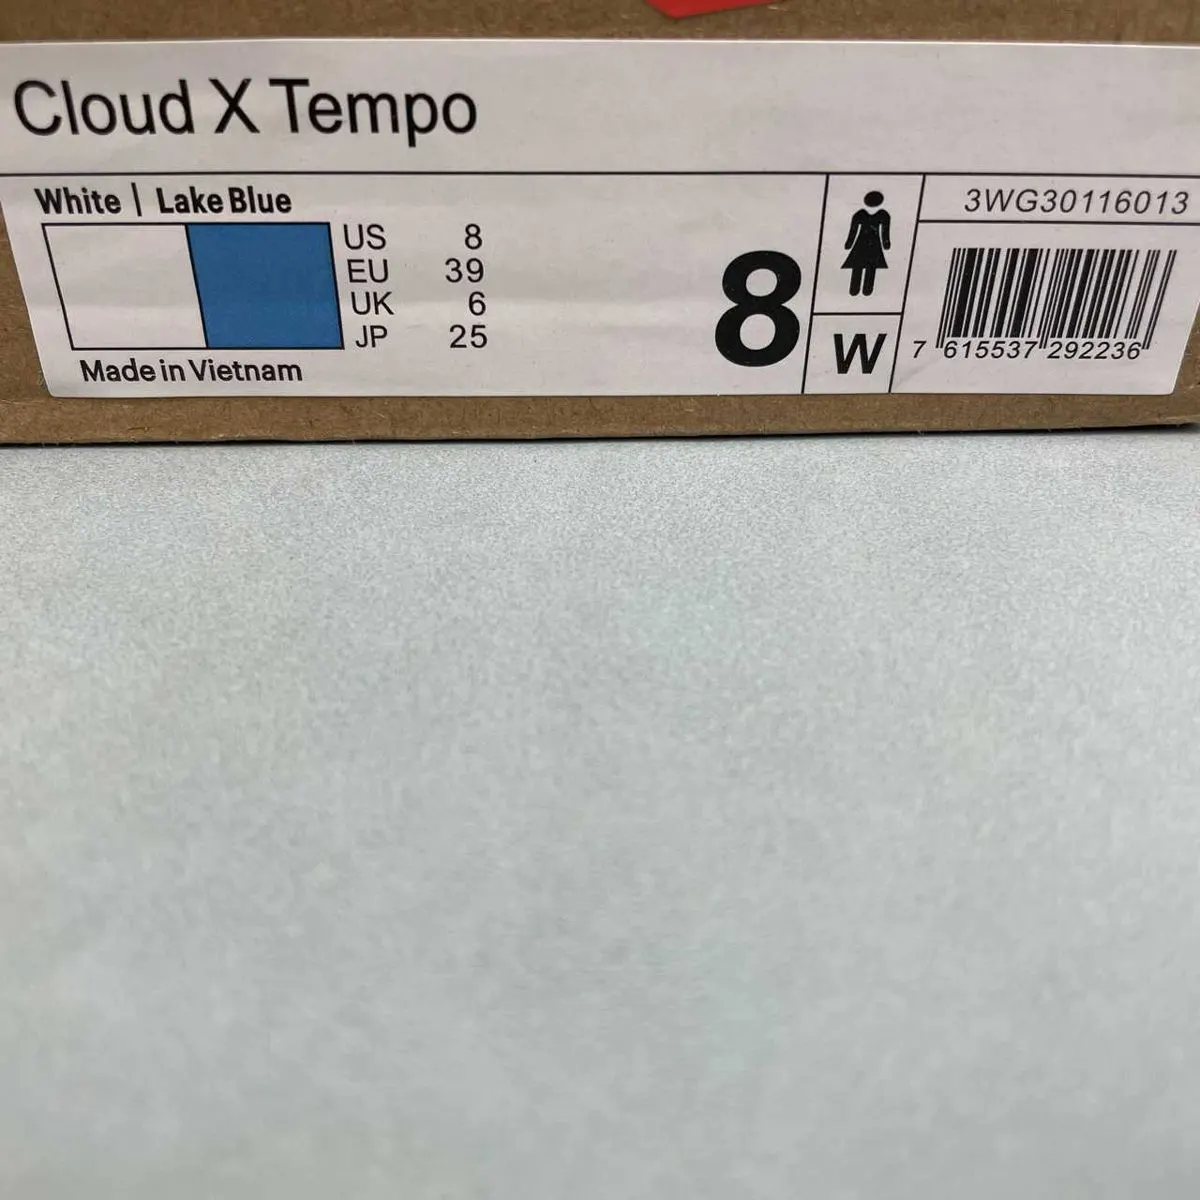 Cloud X Tempo
White | Lake Blue
US 8
EU 39
UK 6
JP 25
Made in Vietnam
8
W
3WG30116013
7 615537 292236